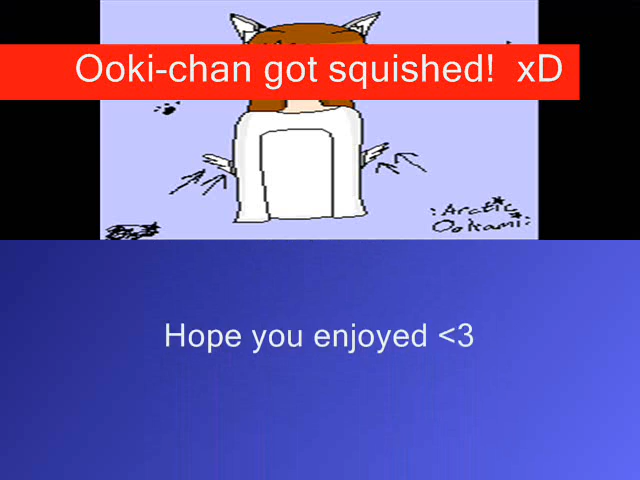 Ooki-chan got squished!  xD
:Arctic
Ookami:
Hope you enjoyed <3